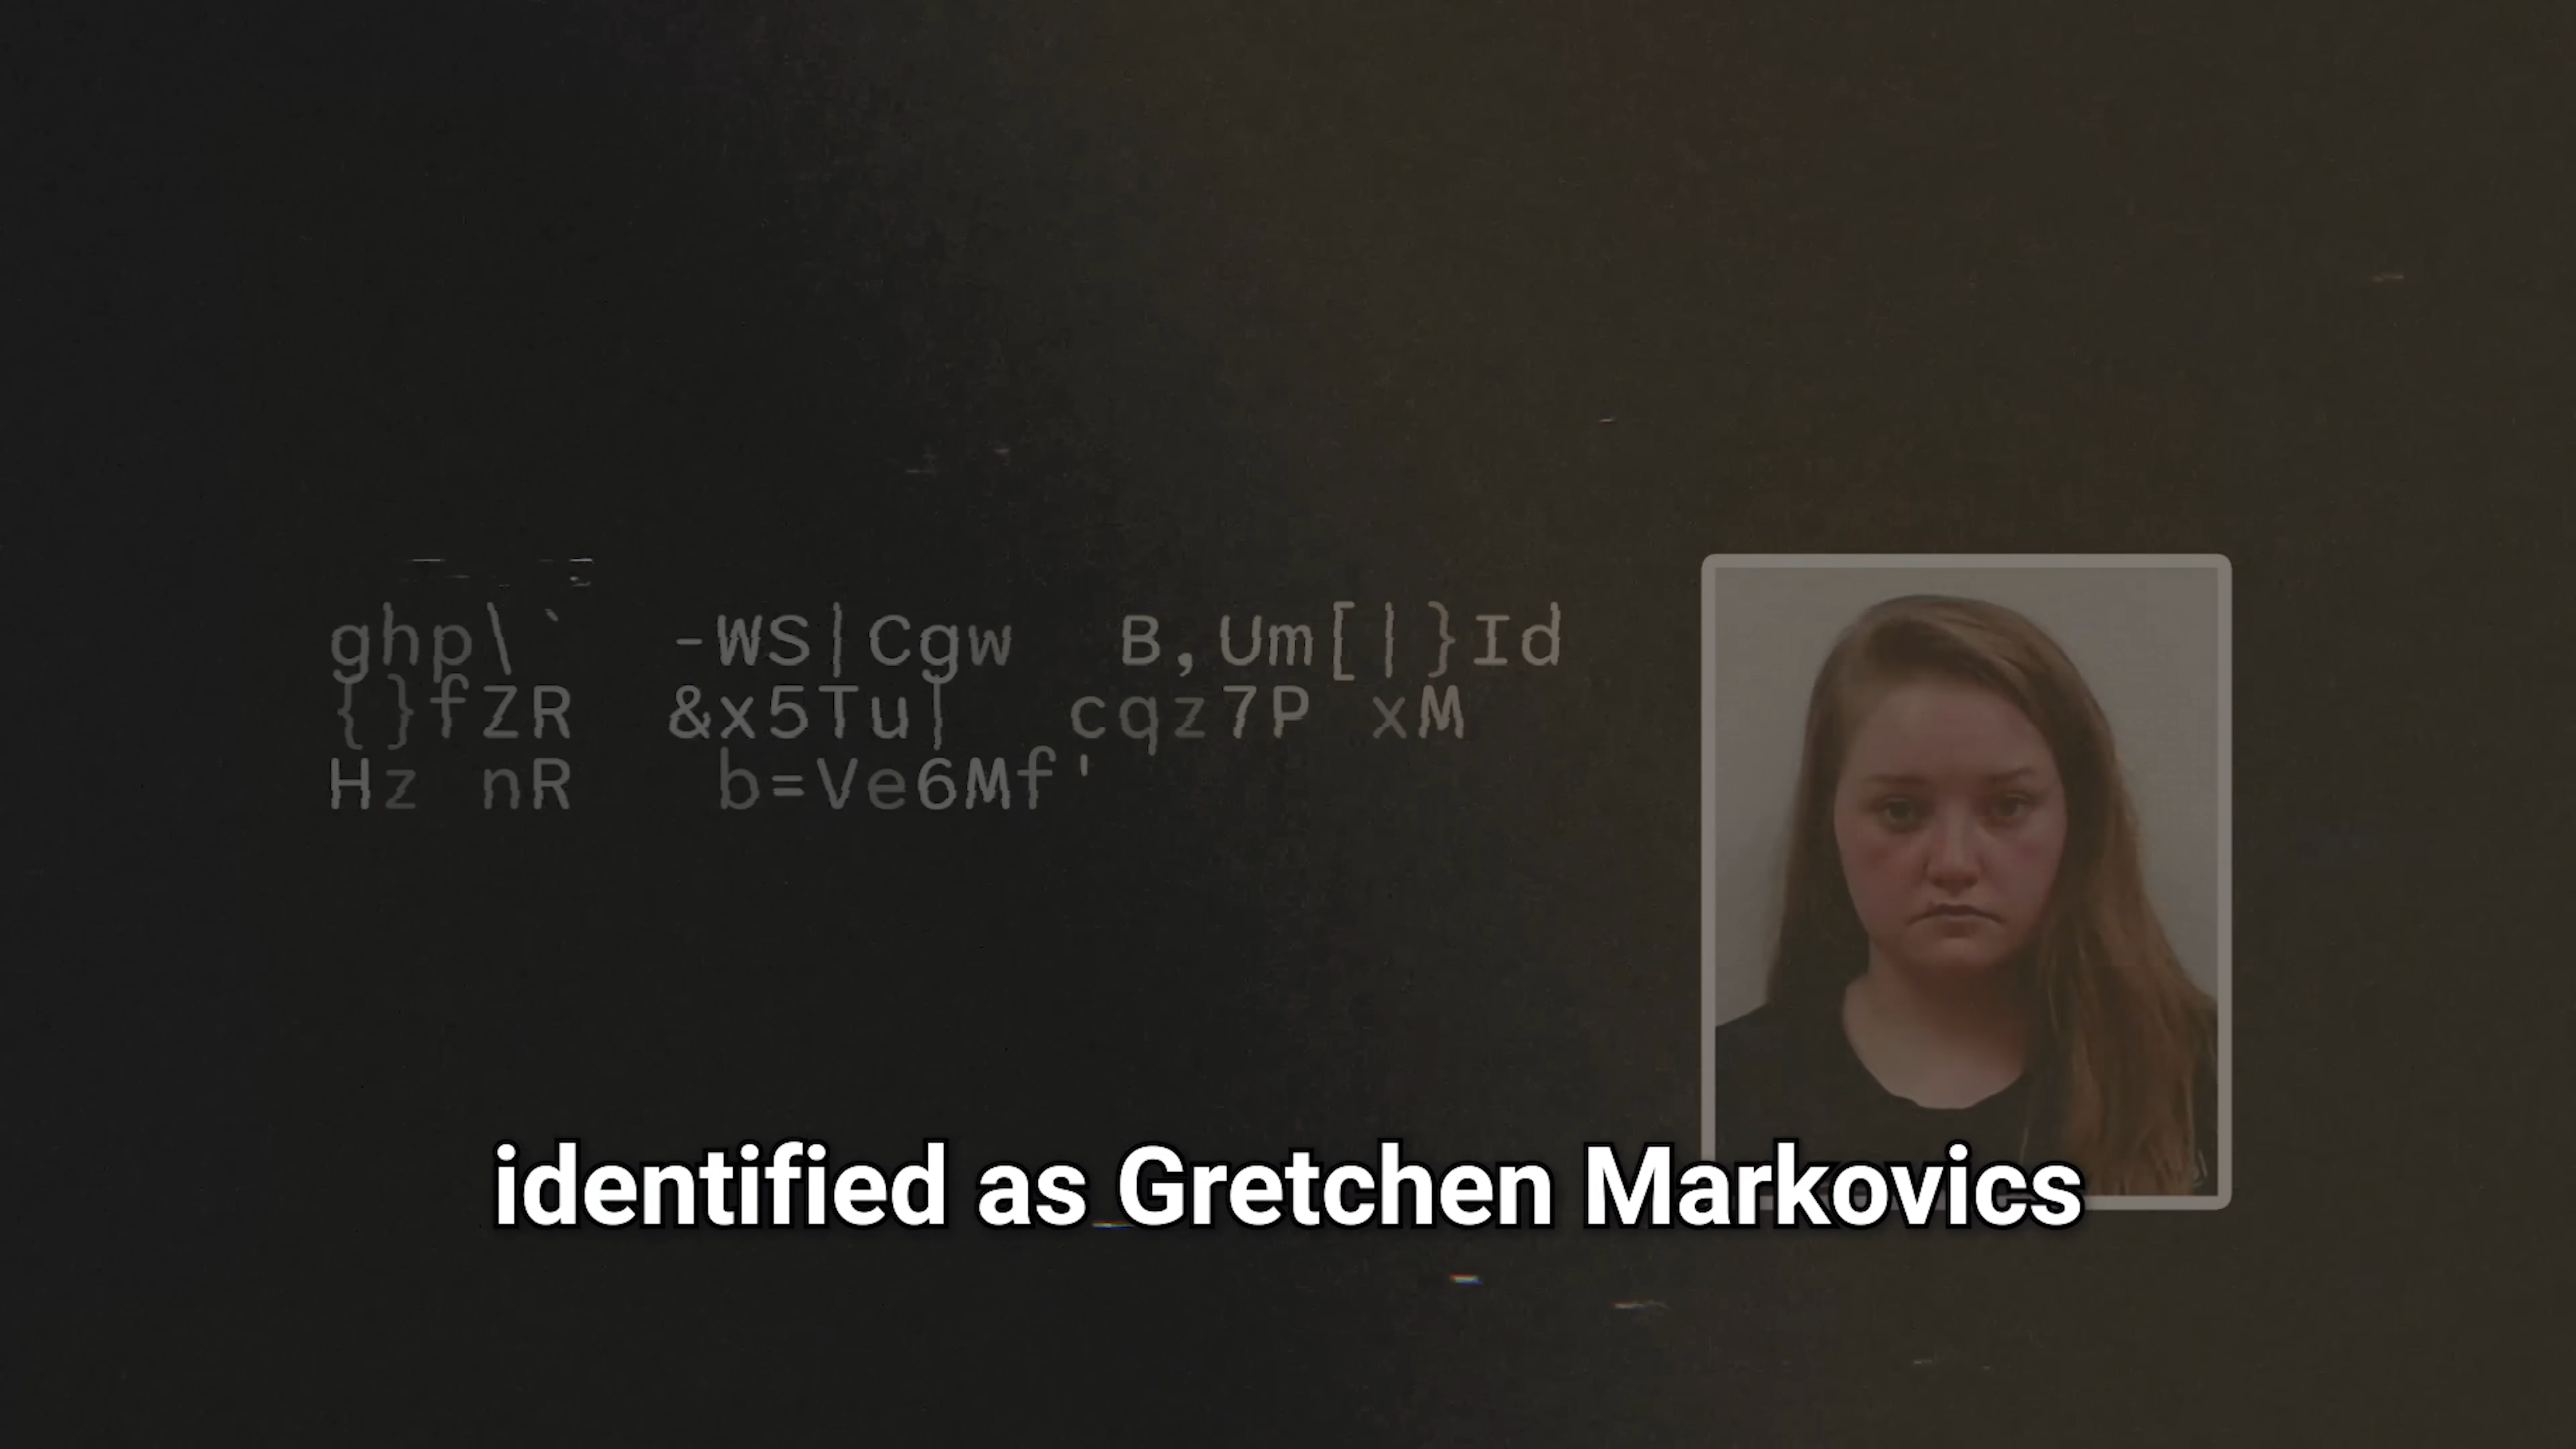 ghp\` -WS|Cgw B,Um[|}Id
{}fZR &x5Tu| cqz7P xM
Hz nR b=Ve6Mf'
identified as Gretchen Markovics